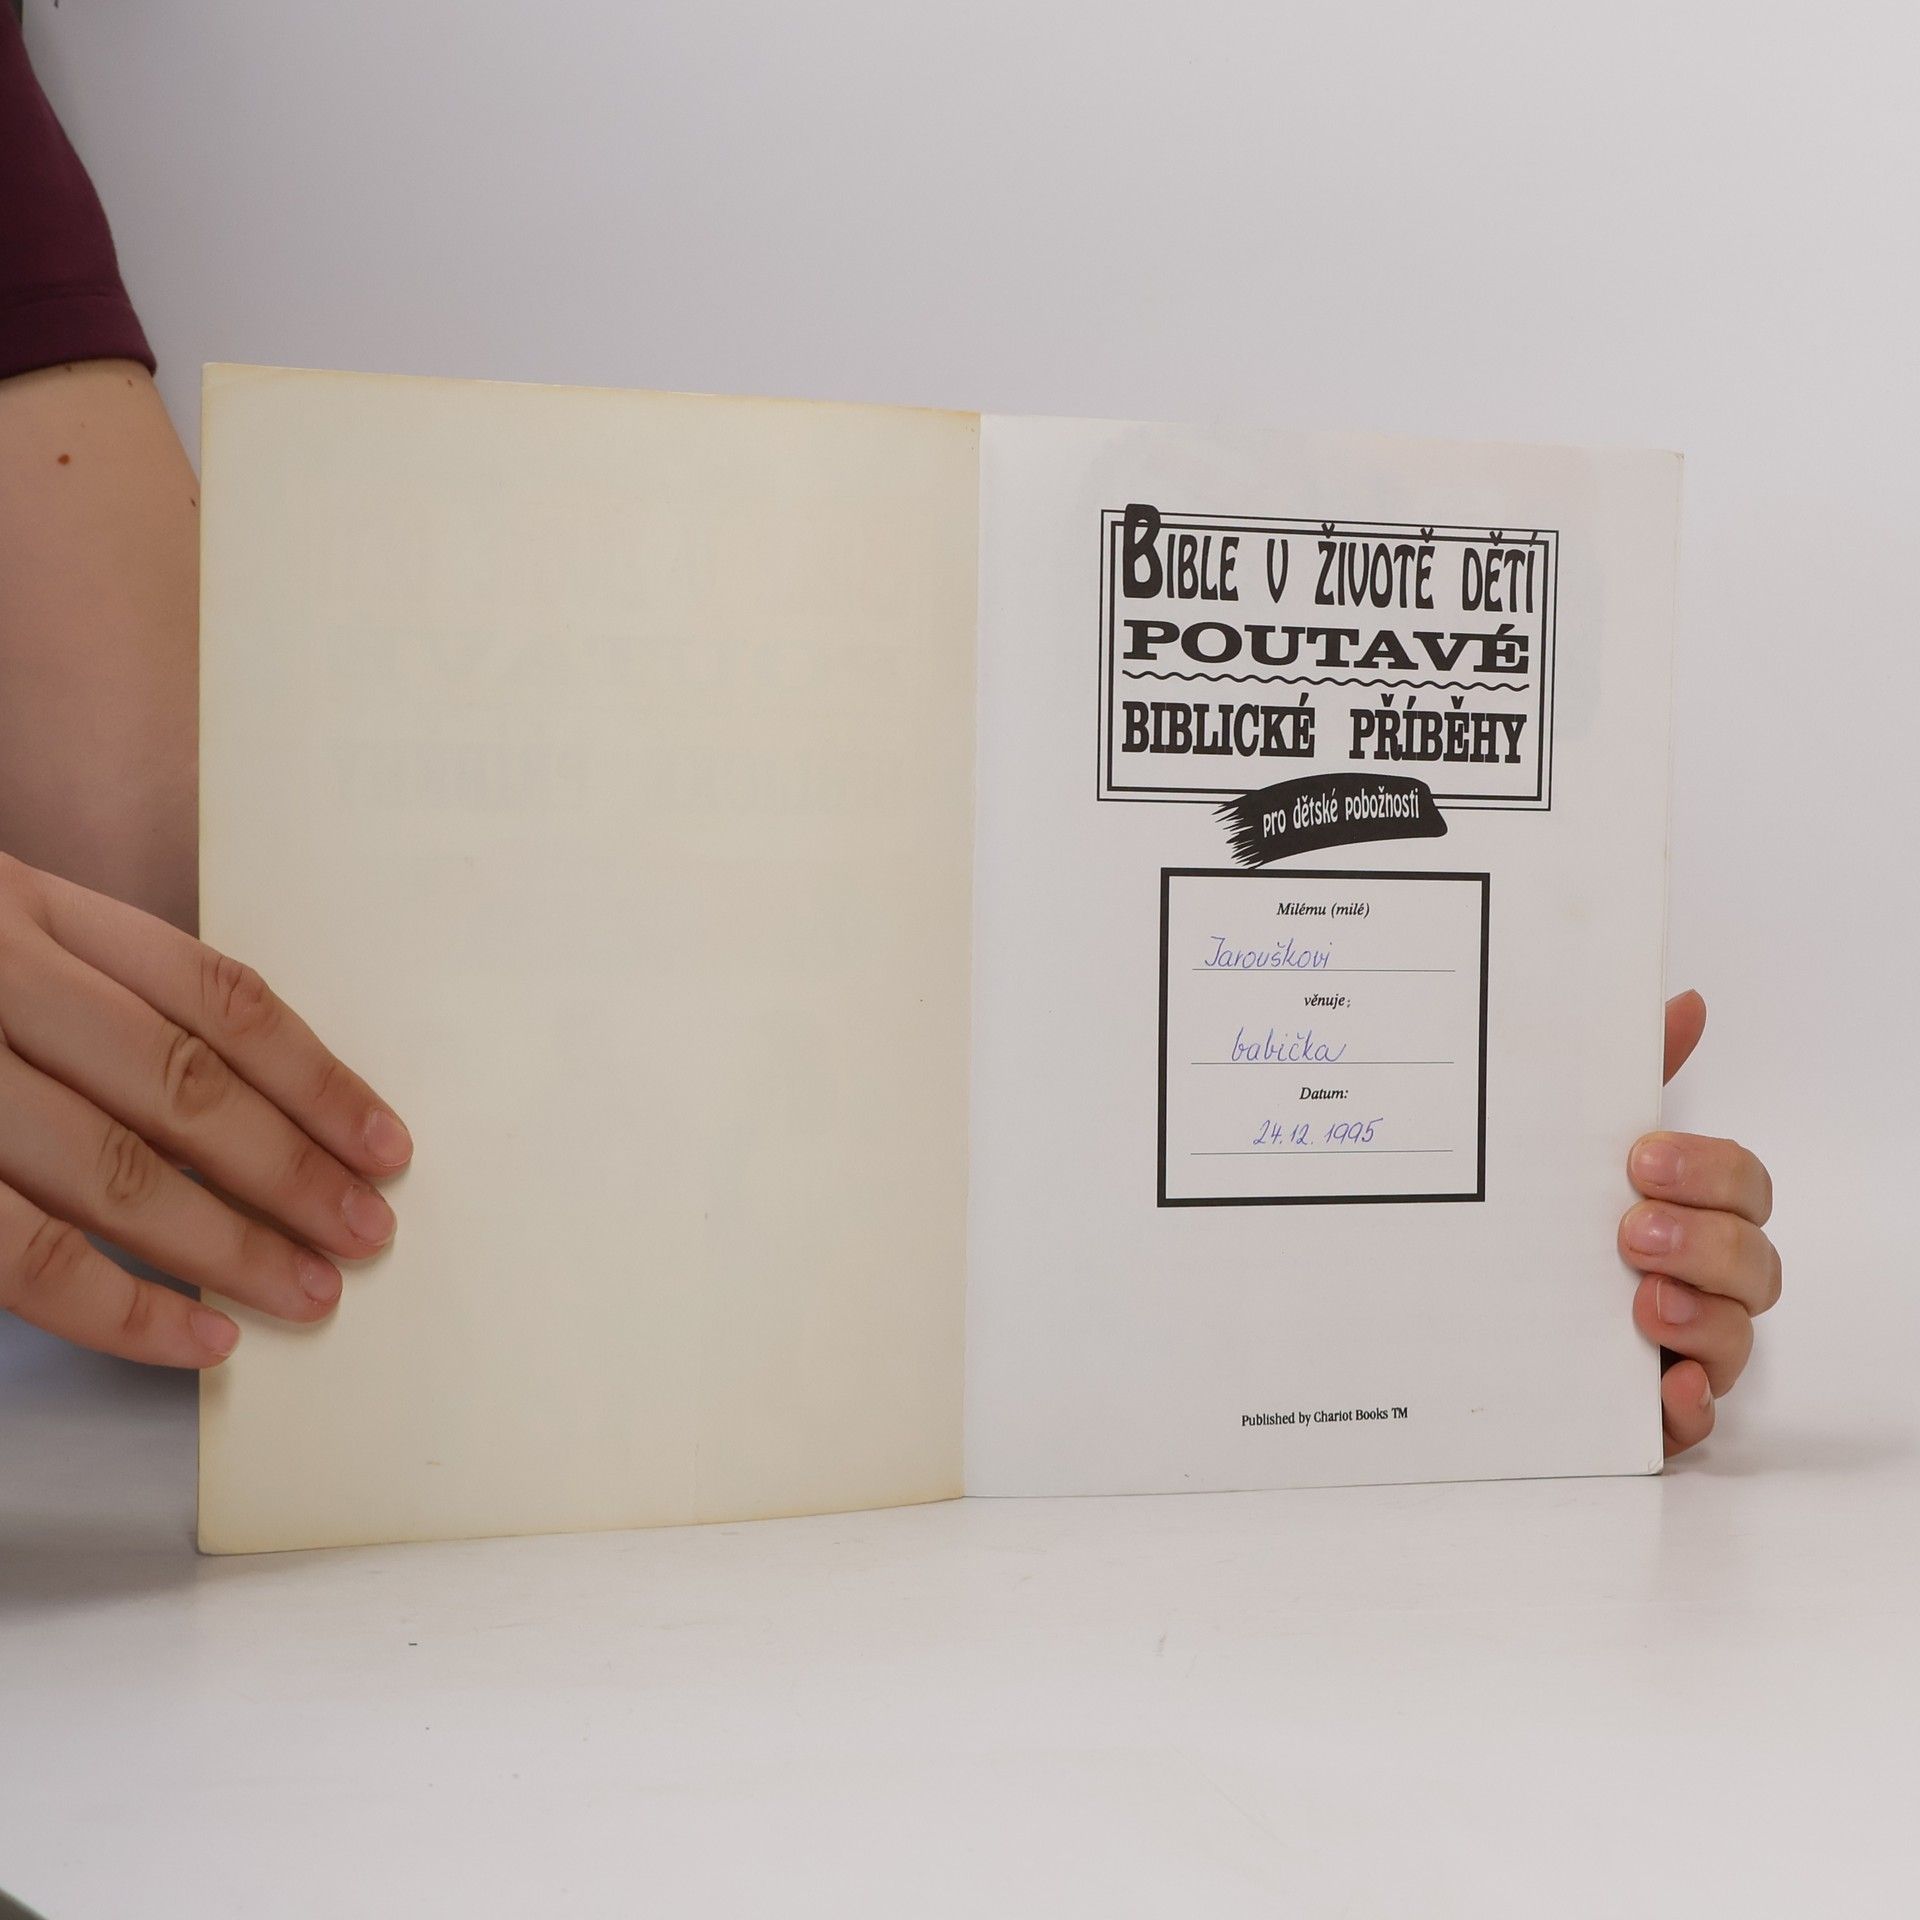 BIBLE V ŽIVOTĚ DĚTÍ
POUTAVÉ
BIBLICKÉ PŘÍBĚHY
pro dětské pobožnosti
Milému (milé)
Jarouškovi
věnuje:
babička
Datum:
24.12. 1995
Published by Chariot Books TM